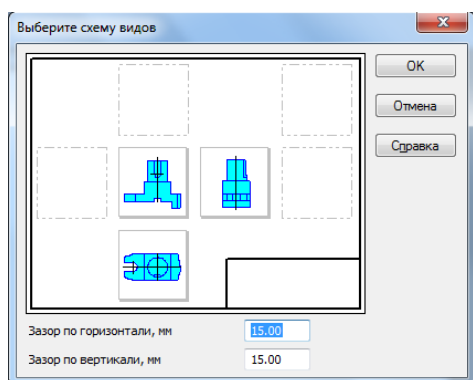 Выберите схему видов
OK
Отмена
Справка
Зазор по горизонтали, мм 15.00
Зазор по вертикали, мм 15.00